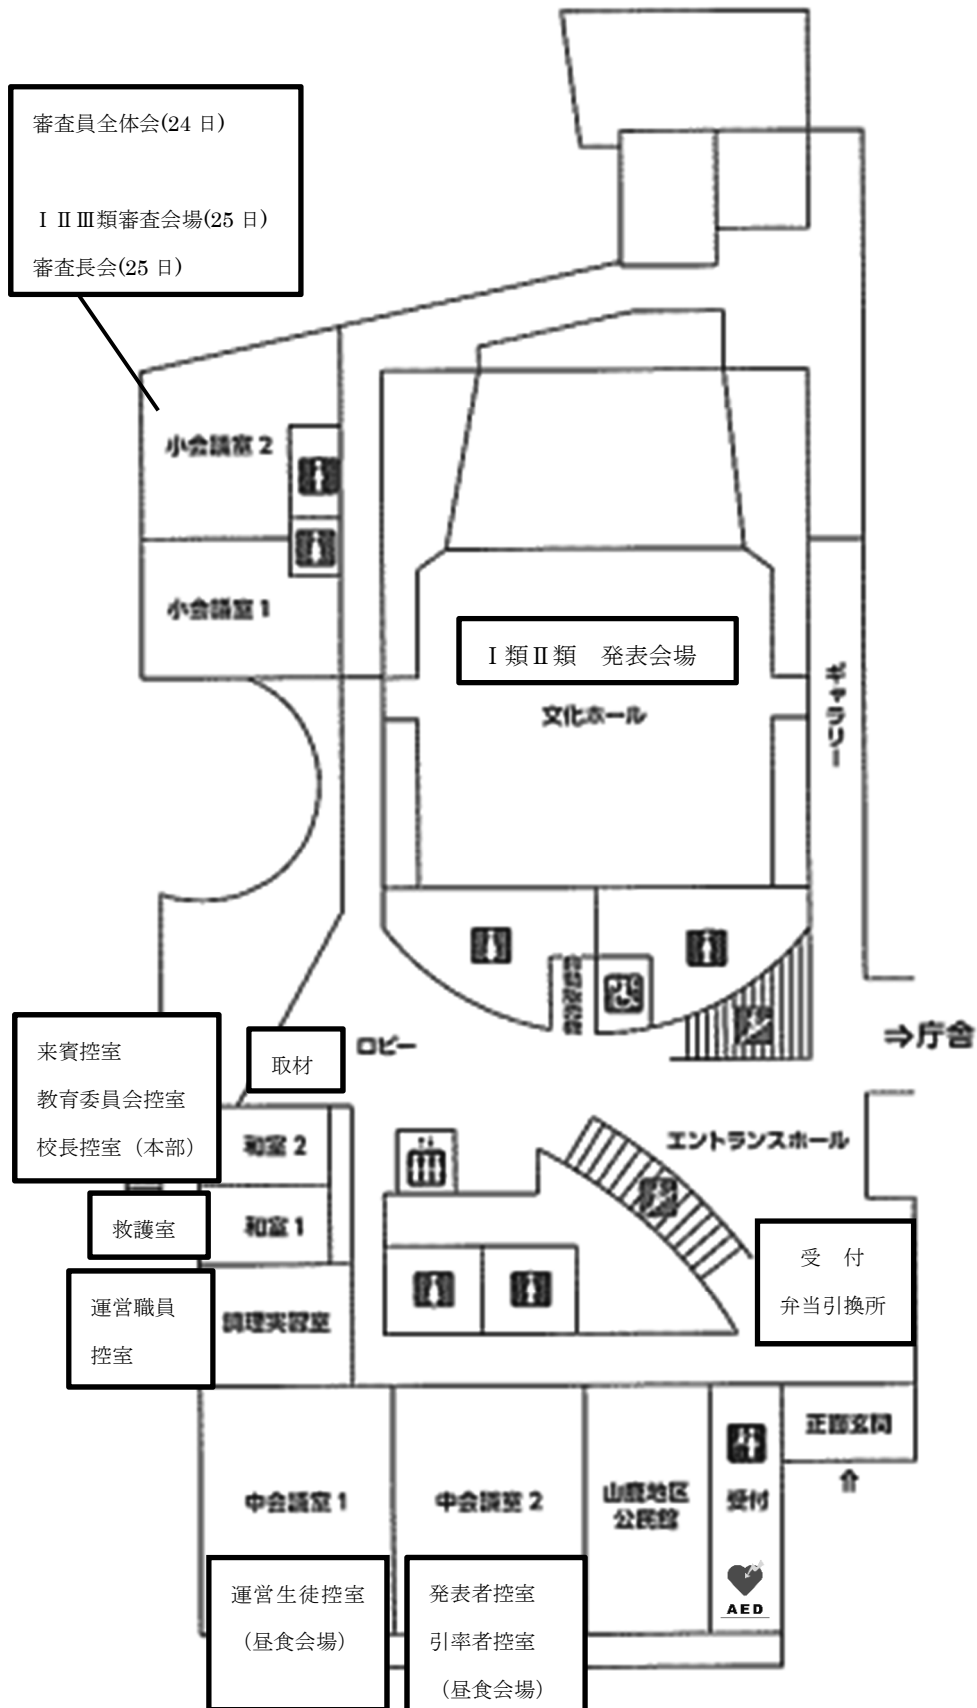 審査員全体会(24 日)
Ⅰ Ⅱ Ⅲ類審査会場(25 日)
審査長会(25 日)
小会議室 2
小会議室 1
Ⅰ 類 Ⅱ 類　発表会場
文化ホール
ギャラリー
⇒庁舎
来賓控室
教育委員会控室
校長控室（本部）
取材
ロビー
和室 2
エントランスホール
救護室
和室 1
受　付
弁当引換所
運営職員
控室
調理実習室
正面玄関
⇧
中会議室 1
中会議室 2
山鹿地区
公民館
受付
AED
運営生徒控室
（昼食会場）
発表者控室
引率者控室
（昼食会場）